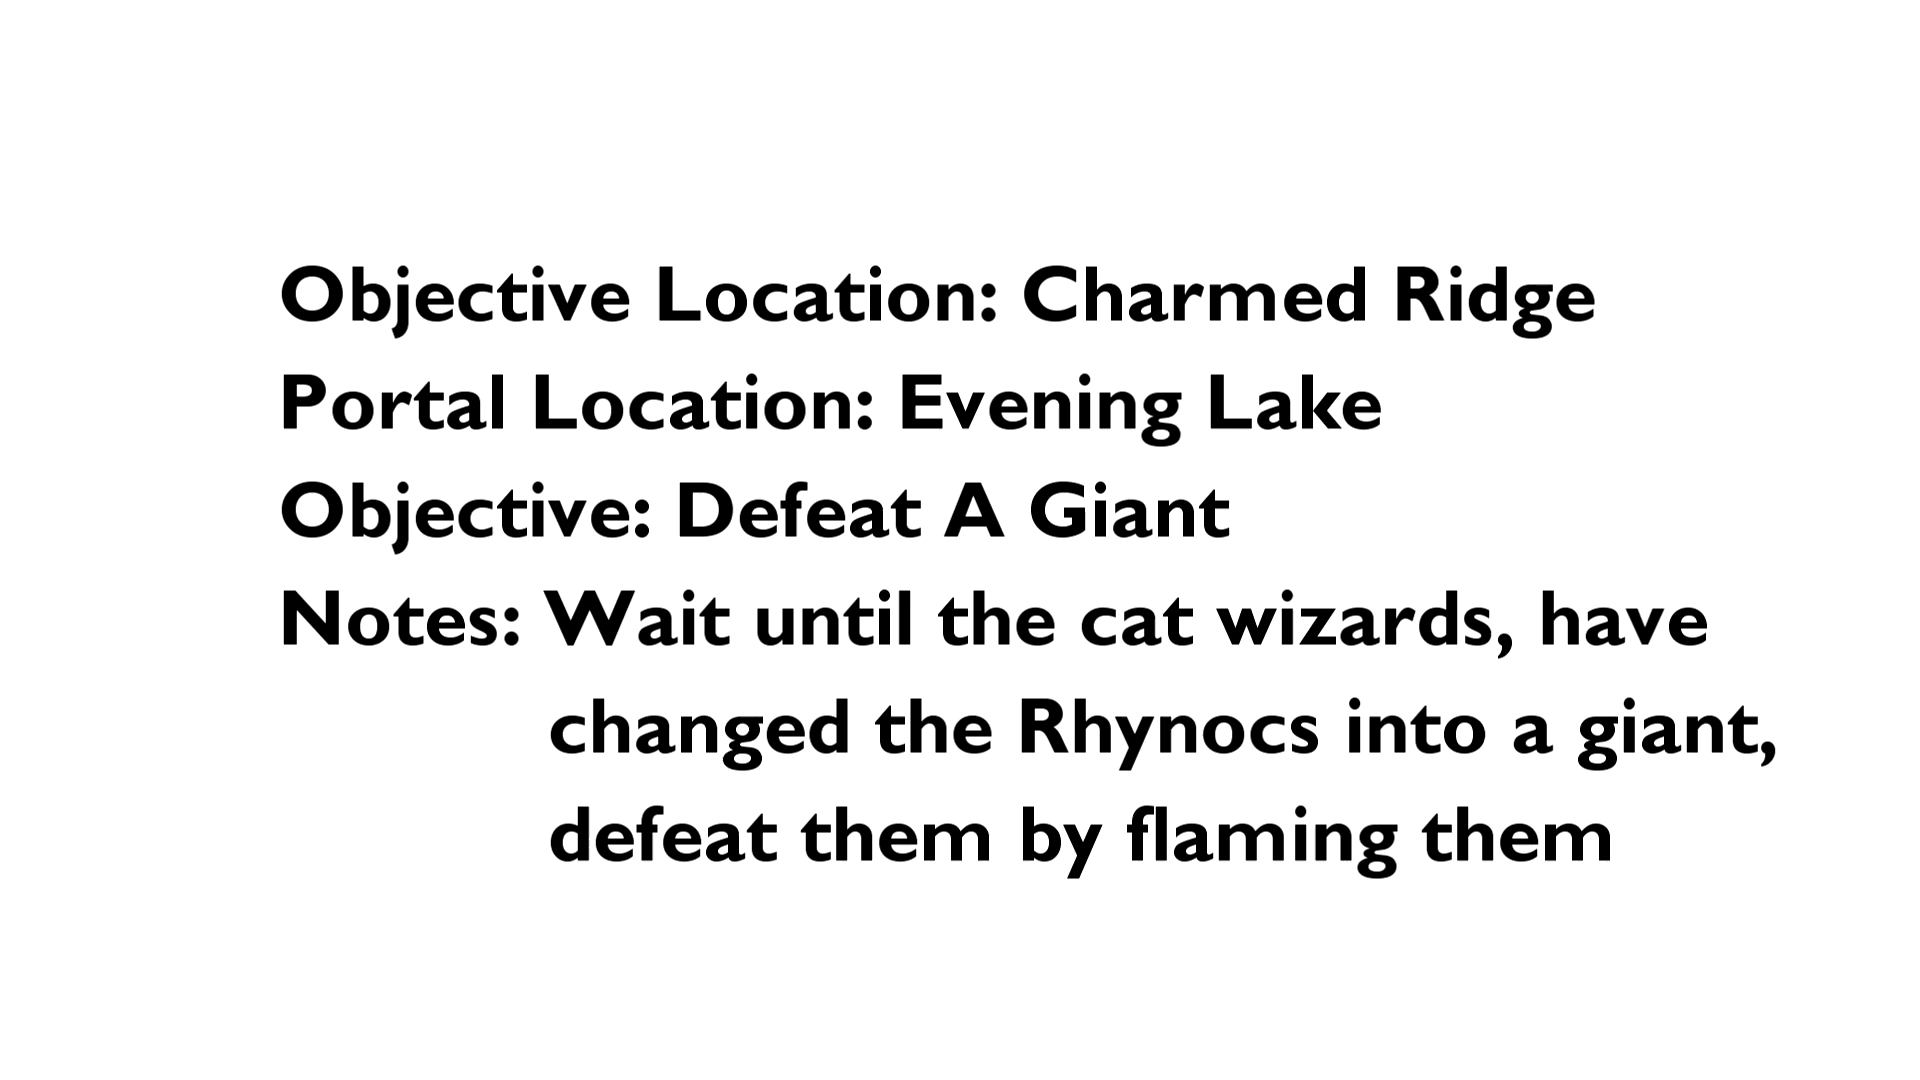 Objective Location: Charmed Ridge
Portal Location: Evening Lake
Objective: Defeat A Giant
Notes: Wait until the cat wizards, have
changed the Rhynocs into a giant,
defeat them by flaming them